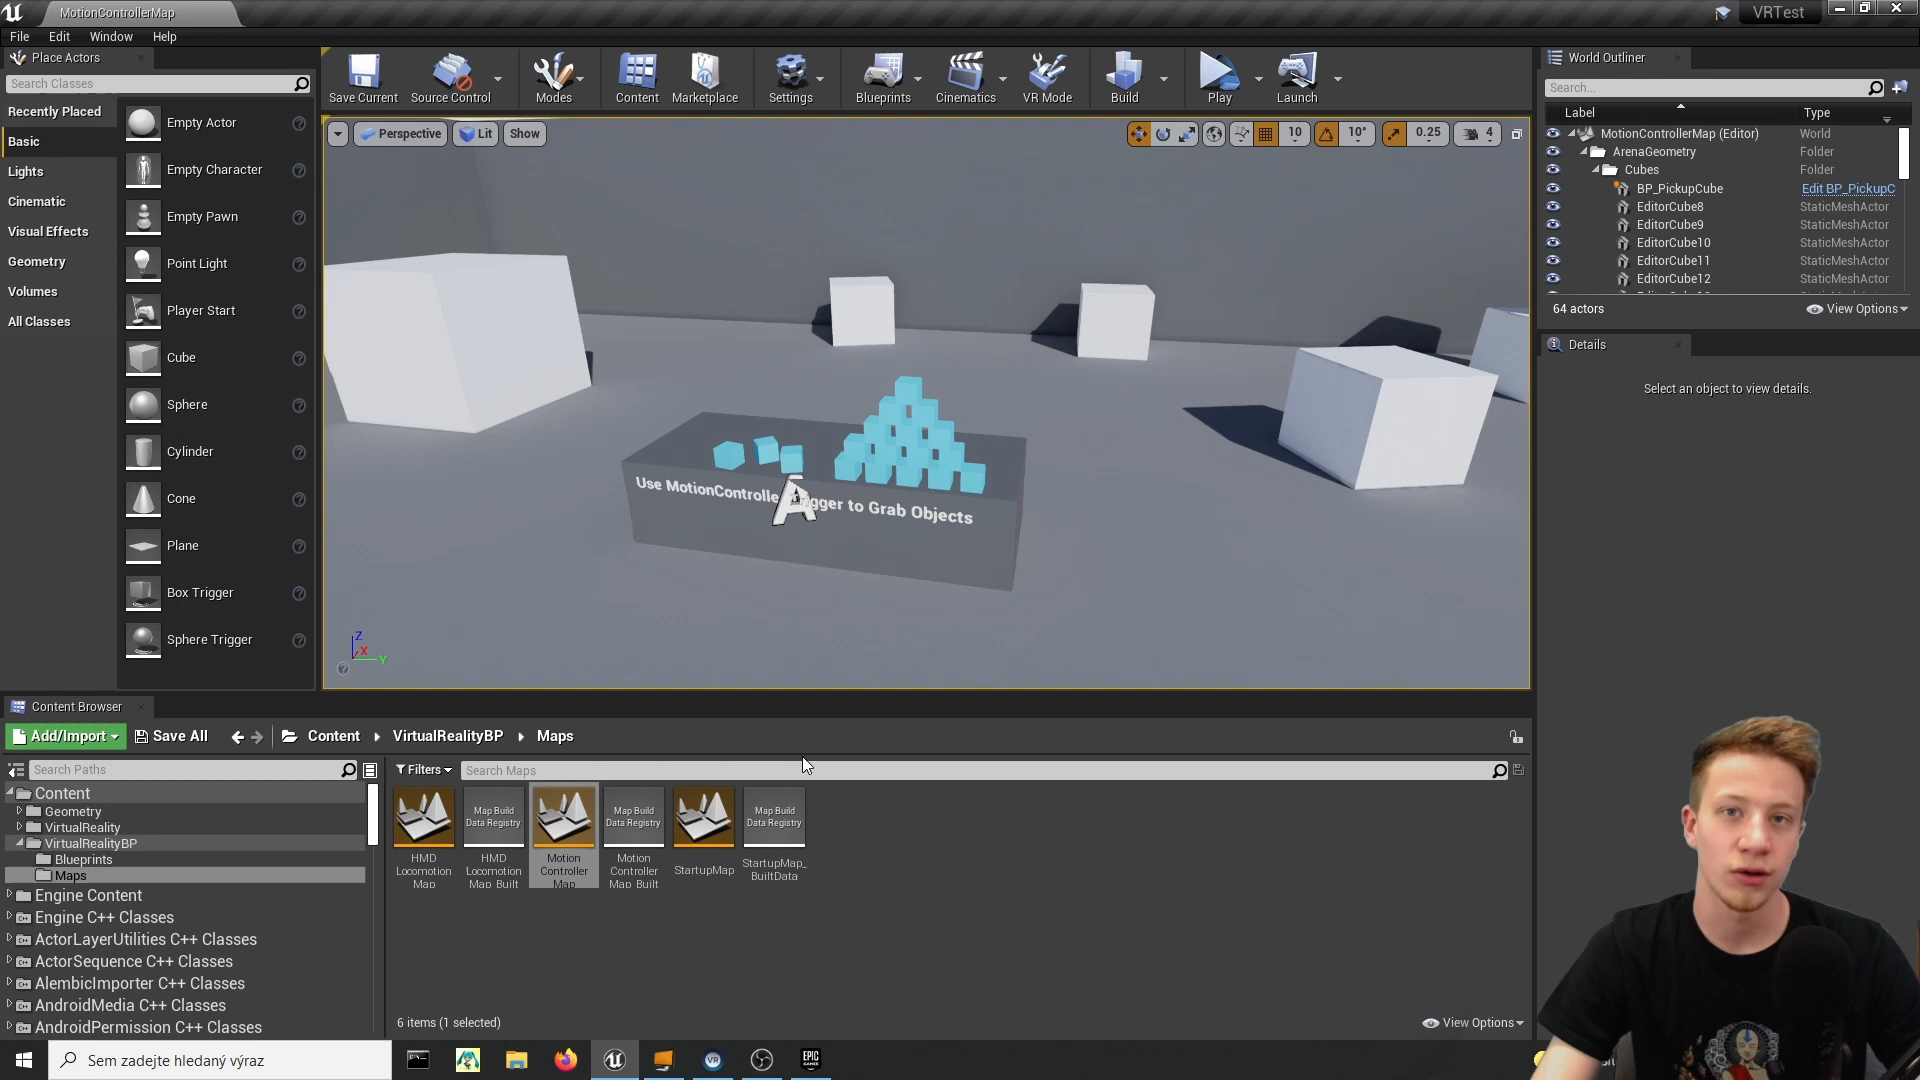 MotionControllerMap
VRTest
File Edit Window Help
Place Actors
Search Classes
Recently Placed
Basic
Lights
Cinematic
Visual Effects
Geometry
Volumes
All Classes
Empty Actor
Empty Character
Empty Pawn
Point Light
Player Start
Cube
Sphere
Cylinder
Cone
Plane
Box Trigger
Sphere Trigger
Save Current Source Control Modes Content Marketplace Settings Blueprints Cinematics VR Mode Build Play Launch
Perspective Lit Show
10 10° 0.25 4
Use MotionControlle
gger to Grab Objects
Z
X
Y
World Outliner
Search...
Label Type
MotionControllerMap (Editor) World
ArenaGeometry Folder
Cubes Folder
BP_PickupCube Edit BP_PickupC
EditorCube8 StaticMeshActor
EditorCube9 StaticMeshActor
EditorCube10 StaticMeshActor
EditorCube11 StaticMeshActor
EditorCube12 StaticMeshActor
64 actors View Options
Details
Select an object to view details.
Content Browser
Add/Import Save All Content VirtualRealityBP Maps
Search Paths
Filters Search Maps
Content
Geometry
VirtualReality
VirtualRealityBP
Blueprints
Maps
Engine Content
Engine C++ Classes
ActorLayerUtilities C++ Classes
ActorSequence C++ Classes
AlembicImporter C++ Classes
AndroidMedia C++ Classes
AndroidPermission C++ Classes
HMD
Locomotion
Map
Map Build
Data Registry
HMD
Locomotion
Map_Built
Motion
Controller
Map
Map Build
Data Registry
Motion
Controller
Map_Built
StartupMap
Map Build
Data Registry
StartupMap_
BuiltData
6 items (1 selected) View Options
Sem zadejte hledaný výraz
VR
EPIC
GAMES